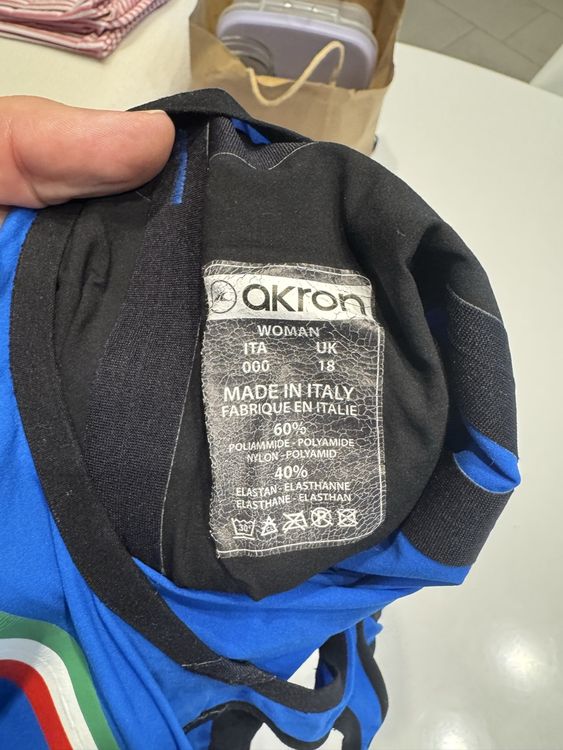 akron
WOMAN
ITA UK
000 18
MADE IN ITALY
FABRIQUE EN ITALIE
60%
POLIAMMIDE - POLYAMIDE
NYLON - POLYAMID
40%
ELASTAN - ELASTHANNE
ELASTHANE - ELASTHAN
30°